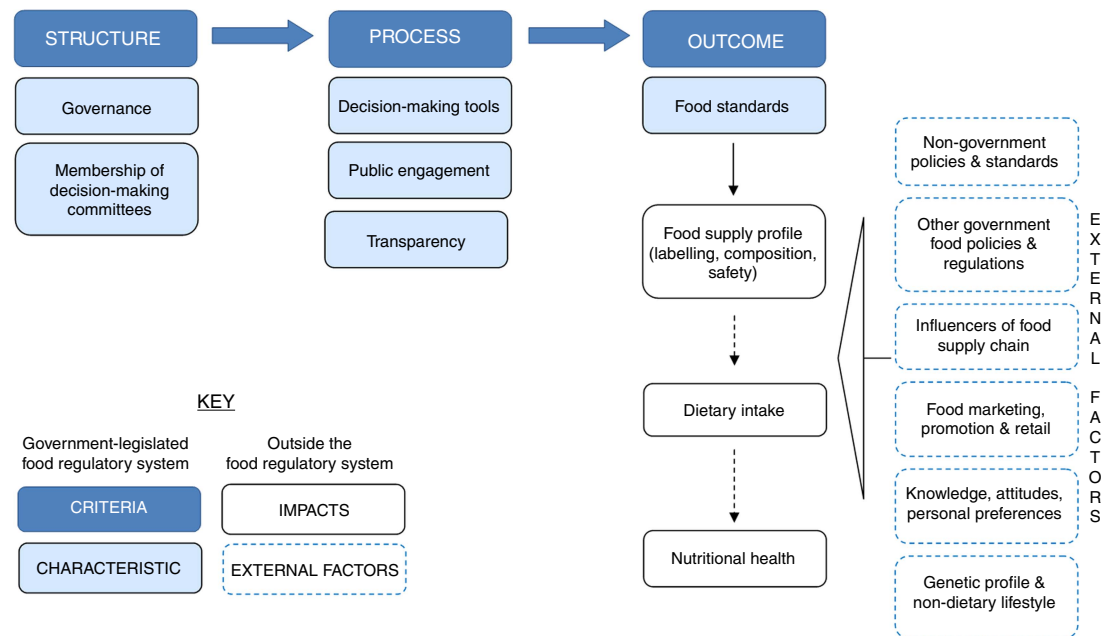 STRUCTURE
PROCESS
OUTCOME
Governance
Membership of
decision-making
committees
Decision-making tools
Public engagement
Transparency
Food standards
Food supply profile
(labelling, composition,
safety)
Dietary intake
Nutritional health
Non-government
policies & standards
Other government
food policies &
regulations
Influencers of food
supply chain
Food marketing,
promotion & retail
Knowledge, attitudes,
personal preferences
Genetic profile &
non-dietary lifestyle
EXTERNAL FACTORS
KEY
Government-legislated
food regulatory system
Outside the
food regulatory system
CRITERIA
IMPACTS
CHARACTERISTIC
EXTERNAL FACTORS